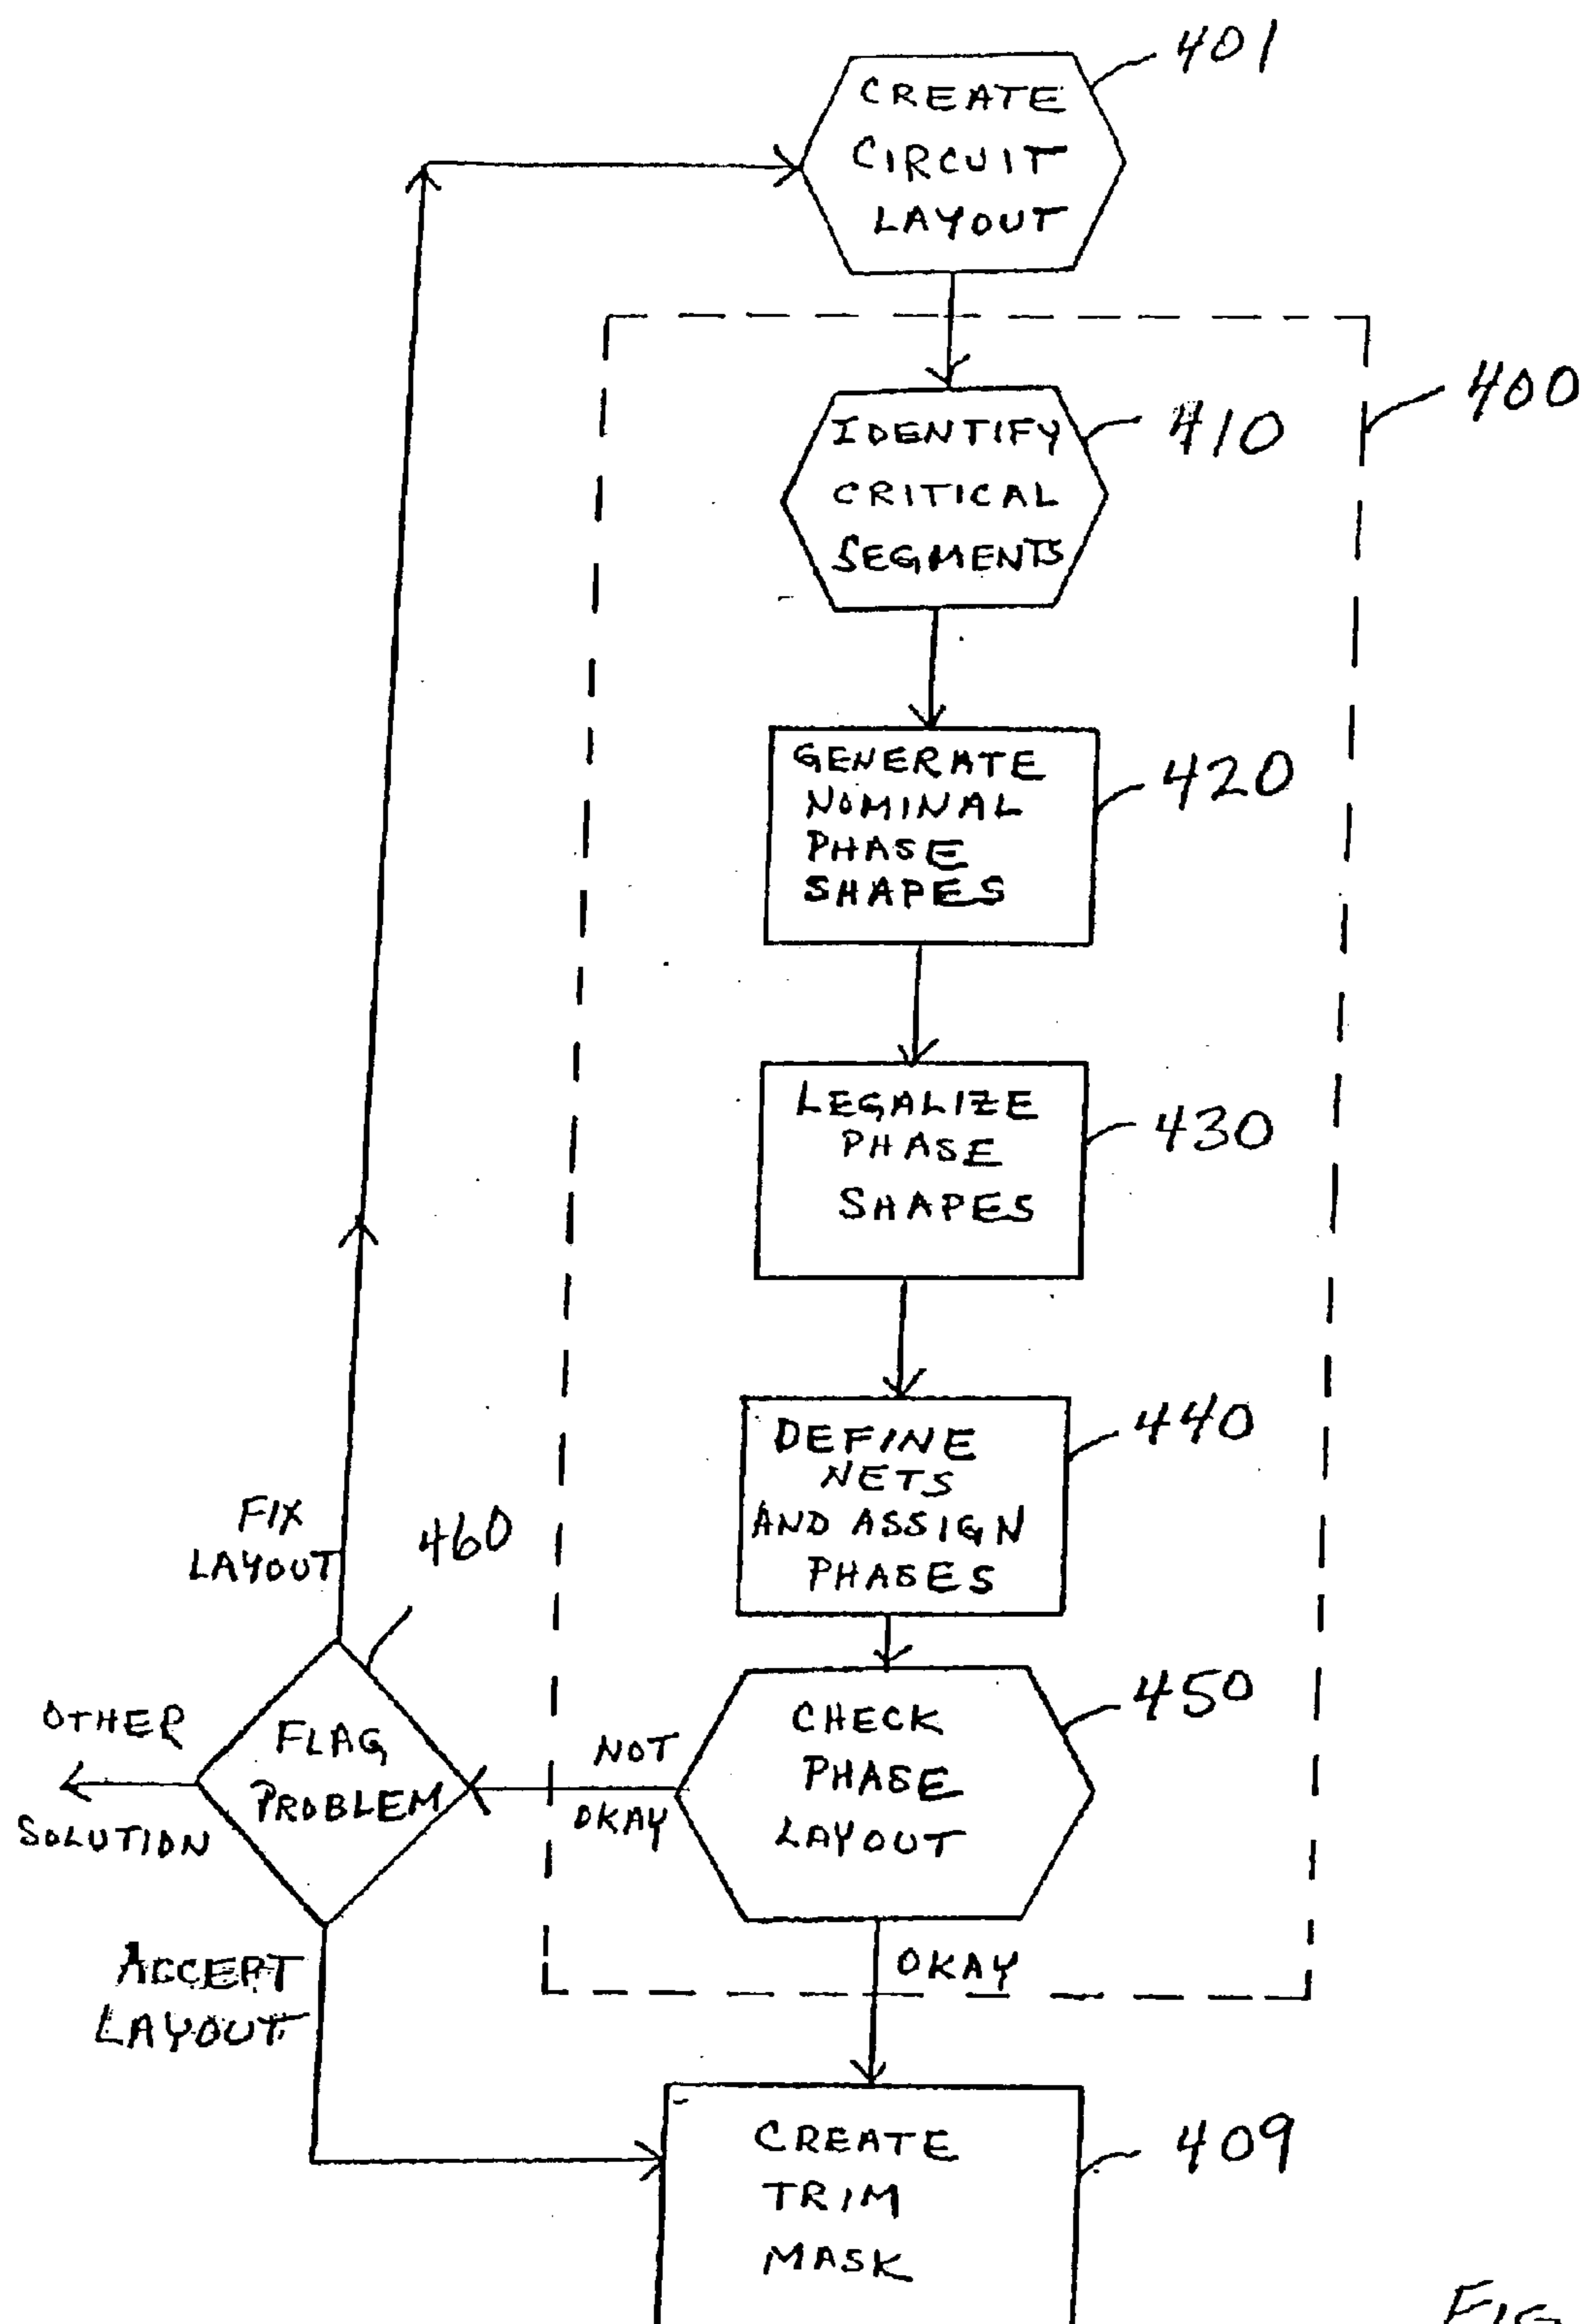 401
CREATE
CIRCUIT
LAYOUT
400
IDENTIFY
CRITICAL
SEGMENTS
410
GENERATE
NOMINAL
PHASE
SHAPES
420
LEGALIZE
PHASE
SHAPES
430
DEFINE
NETS
AND ASSIGN
PHASES
440
FIX
LAYOUT
460
CHECK
PHASE
LAYOUT
450
NOT
OKAY
FLAG
PROBLEM
OTHER
SOLUTION
ACCEPT
LAYOUT
OKAY
CREATE
TRIM
MASK
409
FIG